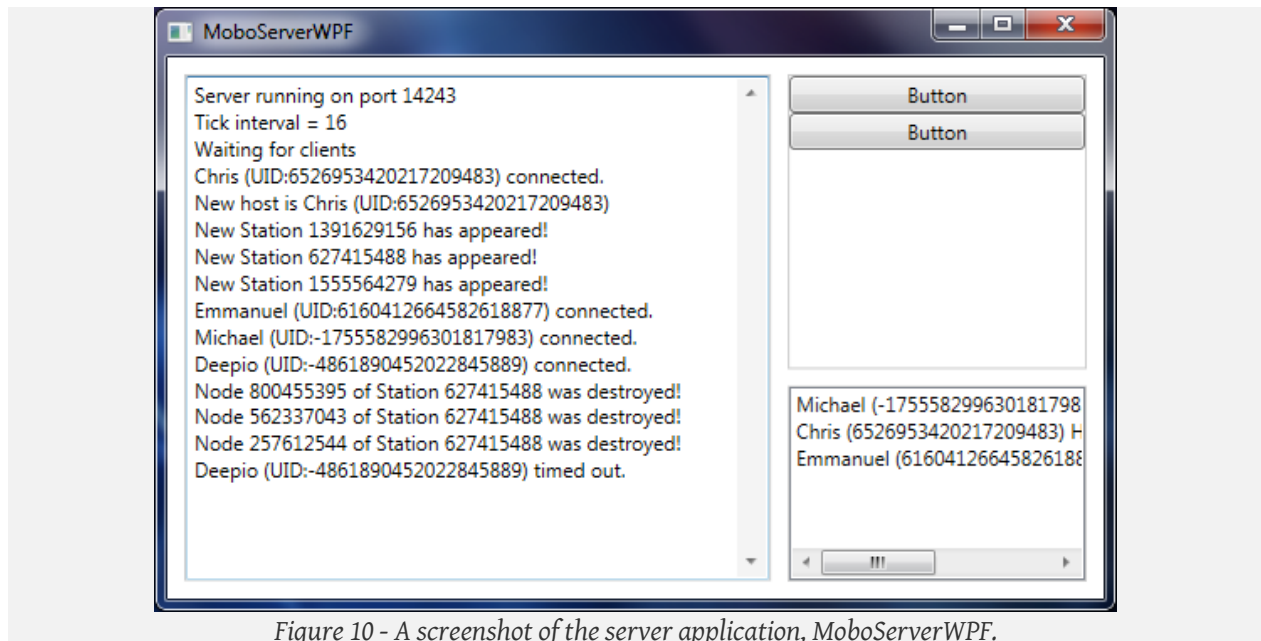 MoboServerWPF
Server running on port 14243
Tick interval = 16
Waiting for clients
Chris (UID:6526953420217209483) connected.
New host is Chris (UID:6526953420217209483)
New Station 1391629156 has appeared!
New Station 627415488 has appeared!
New Station 1555564279 has appeared!
Emmanuel (UID:6160412664582618877) connected.
Michael (UID:-1755582996301817983) connected.
Deepio (UID:-4861890452022845889) connected.
Node 800455395 of Station 627415488 was destroyed!
Node 562337043 of Station 627415488 was destroyed!
Node 257612544 of Station 627415488 was destroyed!
Deepio (UID:-4861890452022845889) timed out.
Button
Button
Michael (-175558299630181798
Chris (6526953420217209483) H
Emmanuel (6160412664582618
Figure 10 - A screenshot of the server application, MoboServerWPF.